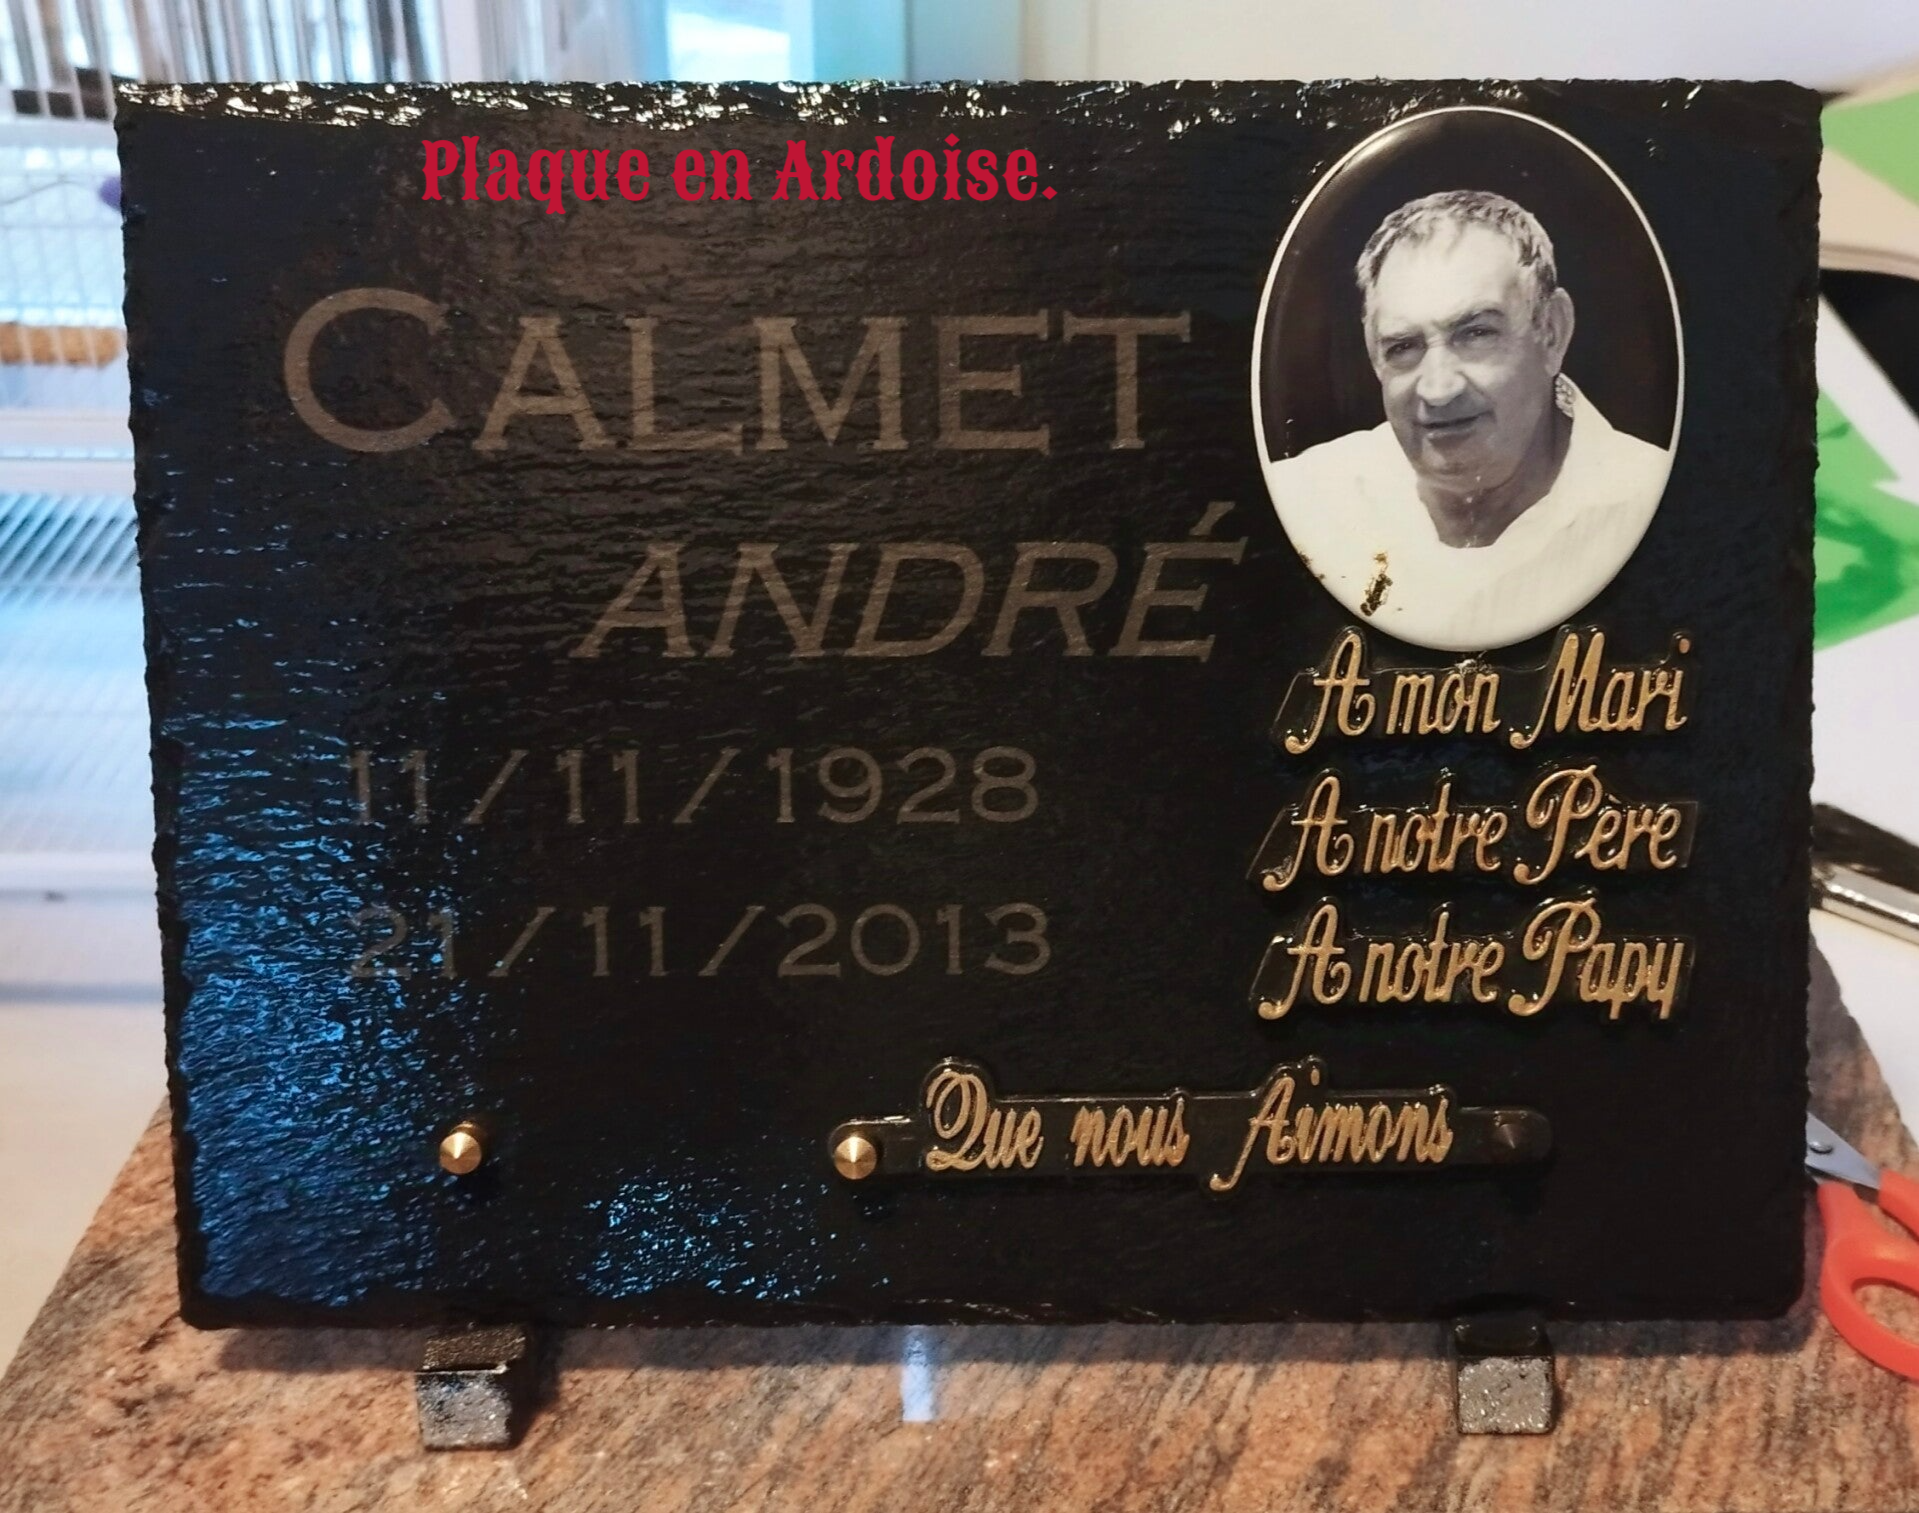 Plaque en Ardoise.
CALMET
ANDRÉ
11/11/1928
21/11/2013
A mon Mari
A notre Père
A notre Papy
Que nous Aimons